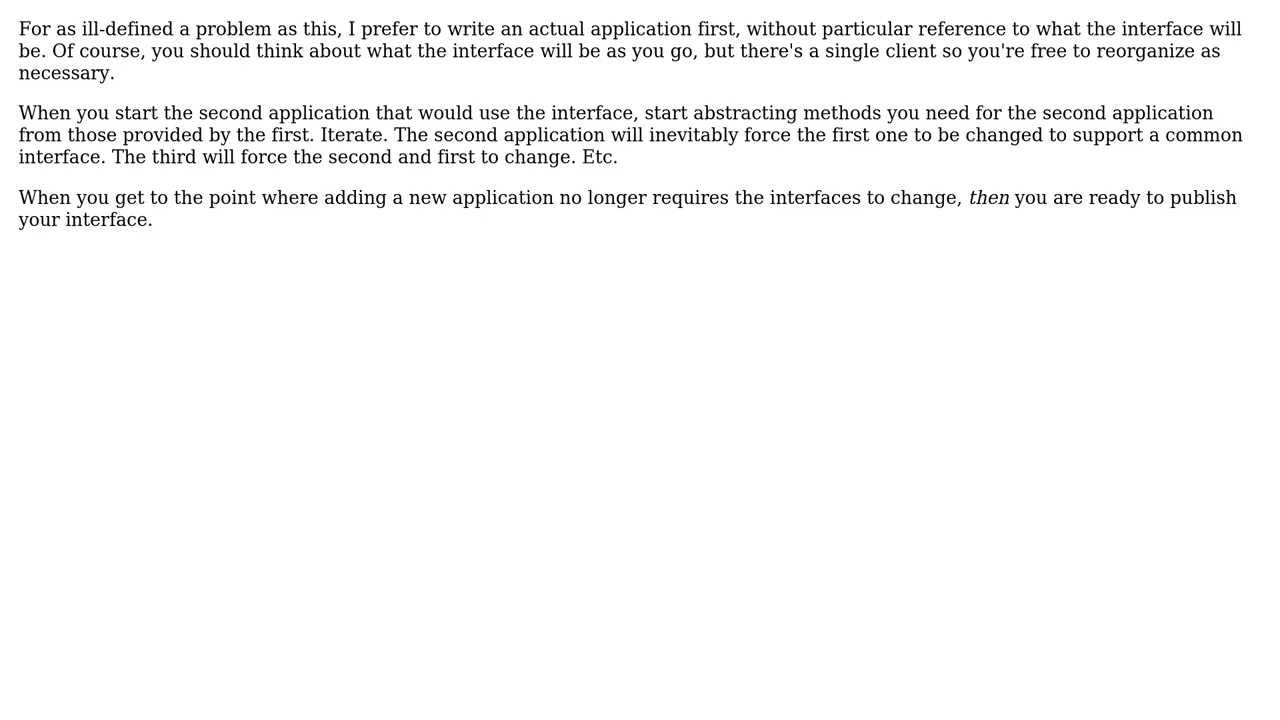 For as ill-defined a problem as this, I prefer to write an actual application first, without particular reference to what the interface will
be. Of course, you should think about what the interface will be as you go, but there's a single client so you're free to reorganize as
necessary.
When you start the second application that would use the interface, start abstracting methods you need for the second application
from those provided by the first. Iterate. The second application will inevitably force the first one to be changed to support a common
interface. The third will force the second and first to change. Etc.
When you get to the point where adding a new application no longer requires the interfaces to change, then you are ready to publish
your interface.